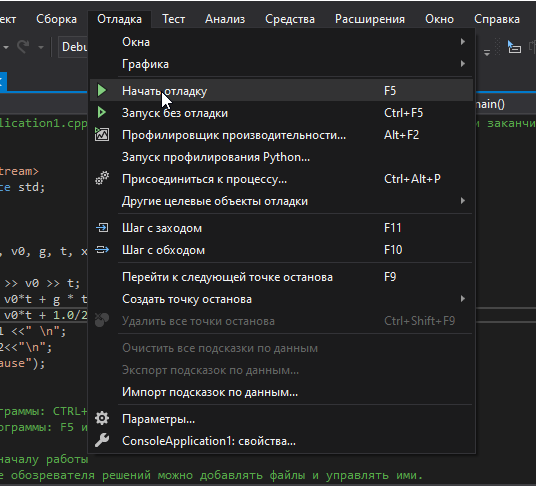 ект Сборка Отладка Тест Анализ Средства Расширения Окно Справка
Debu
Окна
Графика
Начать отладку F5
main()
Запуск без отладки Ctrl+F5
lication1.cpp
и заканчи
Профилировщик производительности... Alt+F2
Запуск профилирования Python...
tream>
Присоединиться к процессу... Ctrl+Alt+P
ce std;
Другие целевые объекты отладки
Шаг с заходом F11
, v0, g, t, x
Шаг с обходом F10
>> v0 >> t;
Перейти к следующей точке останова F9
v0*t + g * t
Создать точку останова
v0*t + 1.0/2
Удалить все точки останова Ctrl+Shift+F9
1 <<" \n";
2<<"\n";
Очистить все подсказки по данным
ause");
Экспорт подсказок по данным...
Импорт подсказок по данным...
граммы: CTRL+
Параметры...
ограммы: F5 и
ConsoleApplication1: свойства...
началу работы
е обозревателя решений можно добавлять файлы и управлять ими.